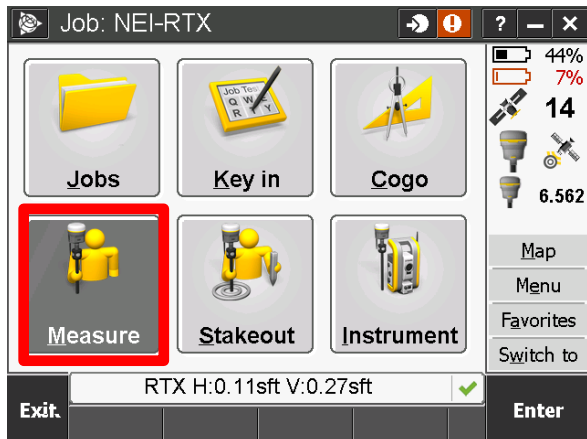 Job: NEI-RTX
? – ×
44%
7%
14
6.562
Jobs
Key in
Cogo
Measure
Stakeout
Instrument
Map
Menu
Favorites
Switch to
RTX H:0.11sft V:0.27sft
Exit.
Enter